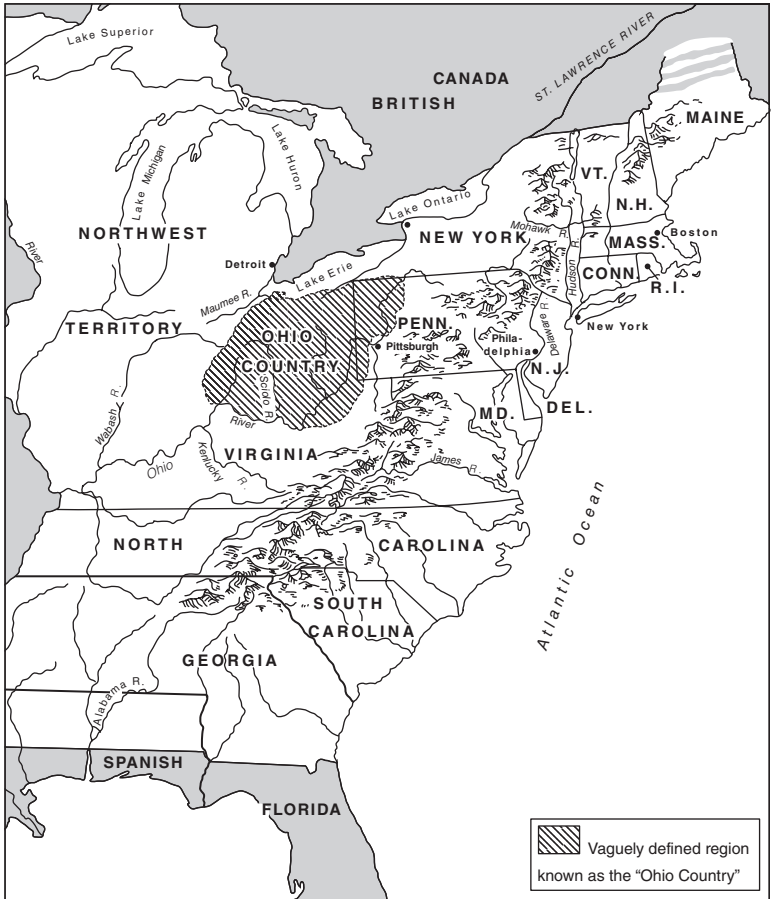 Lake Superior
CANADA
BRITISH
ST. LAWRENCE RIVER
MAINE
Lake Michigan
Lake Huron
VT.
N.H.
Lake Ontario
Mohawk R.
Hudson R.
NORTHWEST
NEW YORK
MASS.
Boston
River
Detroit
Lake Erie
CONN.
R.I.
Maumee R.
TERRITORY
OHIO
COUNTRY
PENN.
Pittsburgh
Phila-
delphia
Delaware R.
New York
N.J.
Scioto R.
MD.
DEL.
Wabash R.
River
Ohio
Kentucky
R.
VIRGINIA
James R.
NORTH
CAROLINA
Atlantic Ocean
SOUTH
CAROLINA
GEORGIA
Alabama R.
SPANISH
FLORIDA
Vaguely defined region
known as the “Ohio Country”